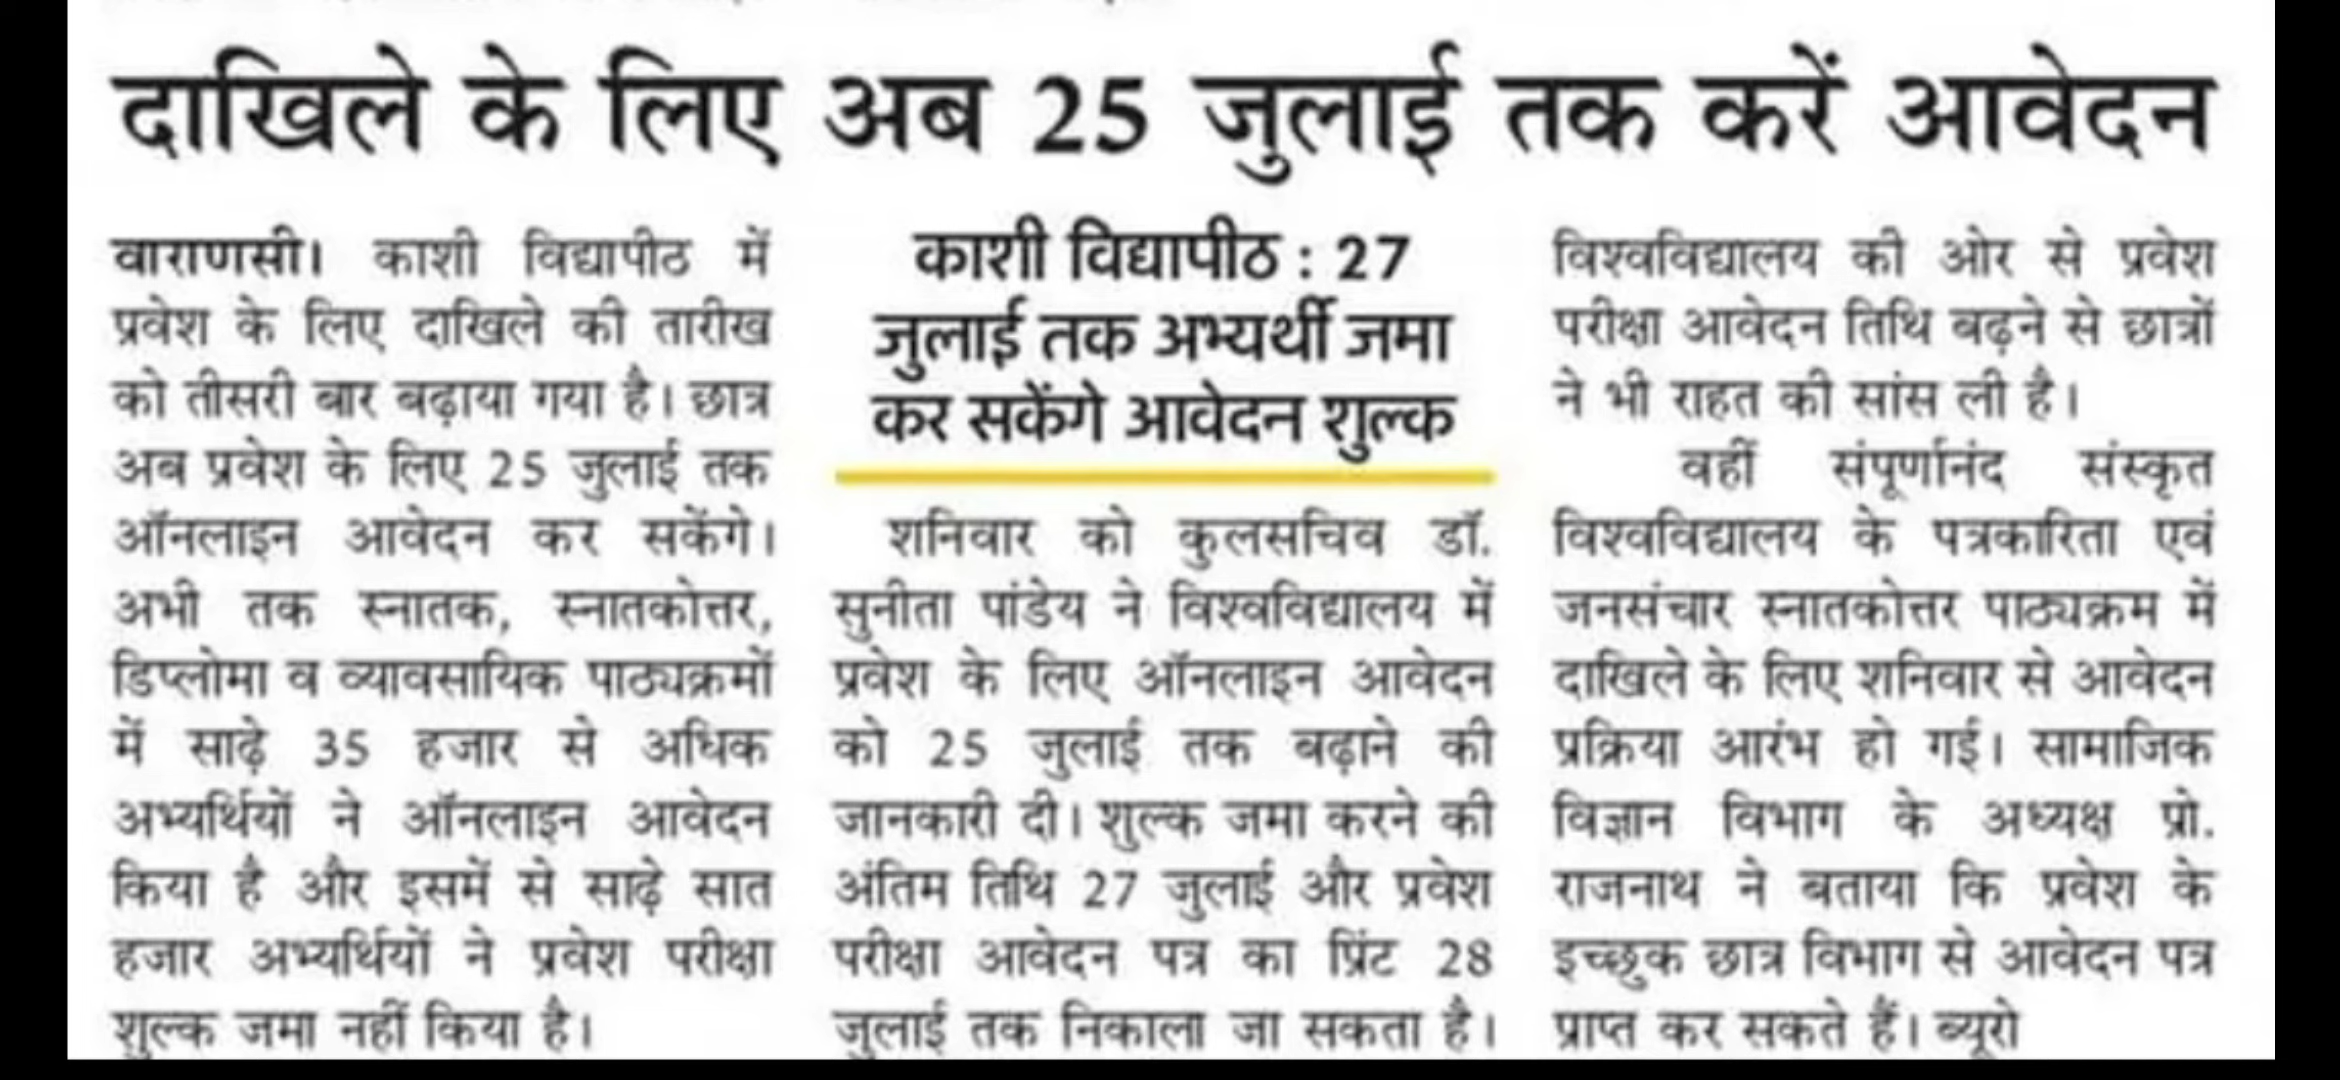 दाखिले के लिए अब 25 जुलाई तक करें आवेदन
वाराणसी। काशी विद्यापीठ में
प्रवेश के लिए दाखिले की तारीख
को तीसरी बार बढ़ाया गया है। छात्र
अब प्रवेश के लिए 25 जुलाई तक
ऑनलाइन आवेदन कर सकेंगे।
अभी तक स्नातक, स्नातकोत्तर,
डिप्लोमा व व्यावसायिक पाठ्यक्रमों
में साढ़े 35 हजार से अधिक
अभ्यर्थियों ने ऑनलाइन आवेदन
किया है और इसमें से साढ़े सात
हजार अभ्यर्थियों ने प्रवेश परीक्षा
शुल्क जमा नहीं किया है।
काशी विद्यापीठ : 27
जुलाई तक अभ्यर्थी जमा
कर सकेंगे आवेदन शुल्क
शनिवार को कुलसचिव डॉ.
सुनीता पांडेय ने विश्वविद्यालय में
प्रवेश के लिए ऑनलाइन आवेदन
को 25 जुलाई तक बढ़ाने की
जानकारी दी। शुल्क जमा करने की
अंतिम तिथि 27 जुलाई और प्रवेश
परीक्षा आवेदन पत्र का प्रिंट 28
जुलाई तक निकाला जा सकता है।
विश्वविद्यालय की ओर से प्रवेश
परीक्षा आवेदन तिथि बढ़ने से छात्रों
ने भी राहत की सांस ली है।
वहीं संपूर्णानंद संस्कृत
विश्वविद्यालय के पत्रकारिता एवं
जनसंचार स्नातकोत्तर पाठ्यक्रम में
दाखिले के लिए शनिवार से आवेदन
प्रक्रिया आरंभ हो गई। सामाजिक
विज्ञान विभाग के अध्यक्ष प्रो.
राजनाथ ने बताया कि प्रवेश के
इच्छुक छात्र विभाग से आवेदन पत्र
प्राप्त कर सकते हैं। ब्यूरो